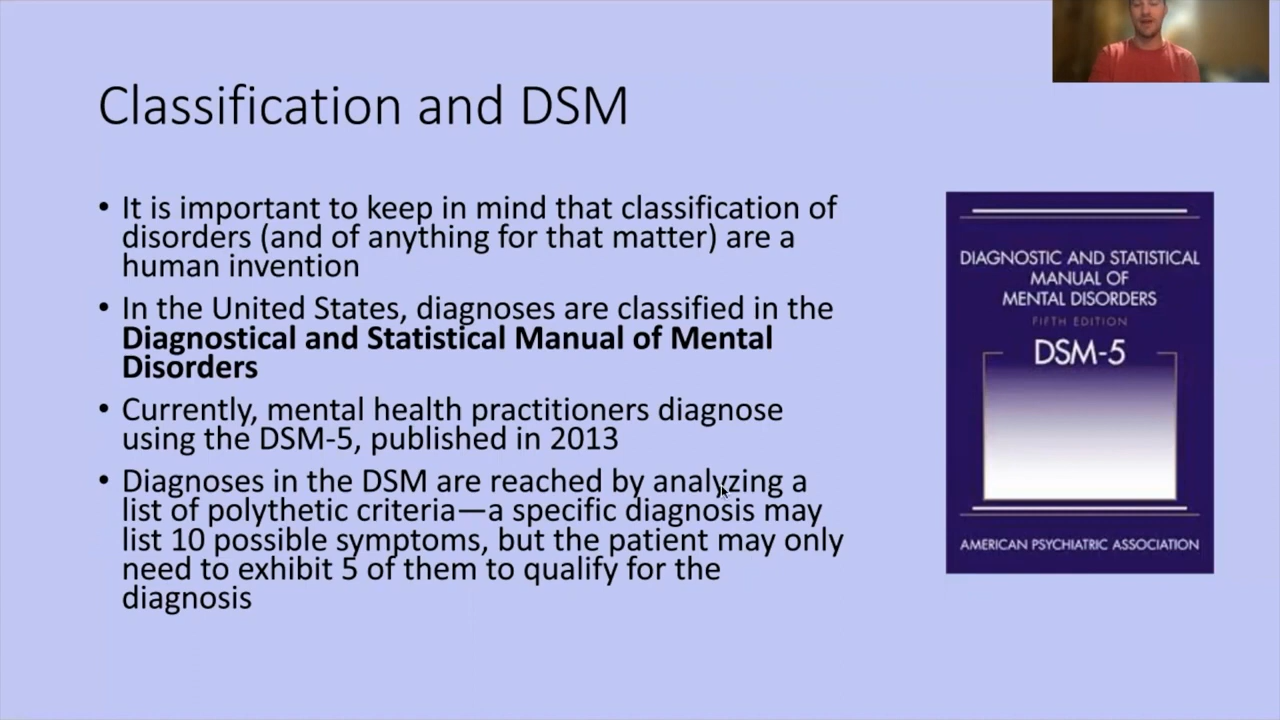 Classification and DSM
• It is important to keep in mind that classification of
disorders (and of anything for that matter) are a
human invention
• In the United States, diagnoses are classified in the
Diagnostical and Statistical Manual of Mental
Disorders
• Currently, mental health practitioners diagnose
using the DSM-5, published in 2013
• Diagnoses in the DSM are reached by analyzing a
list of polythetic criteria—a specific diagnosis may
list 10 possible symptoms, but the patient may only
need to exhibit 5 of them to qualify for the
diagnosis
DIAGNOSTIC AND STATISTICAL
MANUAL OF
MENTAL DISORDERS
FIFTH EDITION
DSM-5
AMERICAN PSYCHIATRIC ASSOCIATION